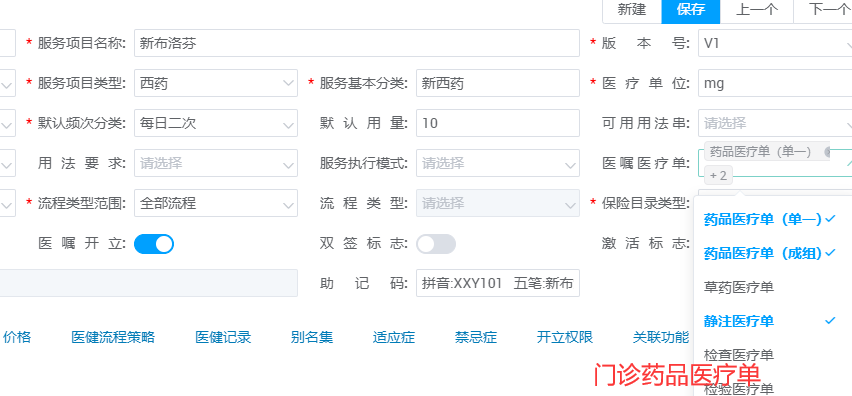 新建 保存 上一个 下一个
* 服务项目名称: 新布洛芬 * 版本号: V1
* 服务项目类型: 西药 * 服务基本分类: 新西药 * 医疗单位: mg
* 默认频次分类: 每日二次 默认用量: 10 可用用法串: 请选择
用法要求: 请选择 服务执行模式: 请选择 医嘱医疗单: 药品医疗单（单一）
+ 2
* 流程类型范围: 全部流程 流程类型: 请选择 * 保险目录类型:
药品医疗单（单一）
医嘱开立: 双签标志: 激活标志:
药品医疗单（成组）
助记码: 拼音:XXY101 五笔:新布
草药医疗单
静注医疗单
价格 医健流程策略 医健记录 别名集 适应症 禁忌症 开立权限 关联功能
检查医疗单
门诊药品医疗单
检验医疗单